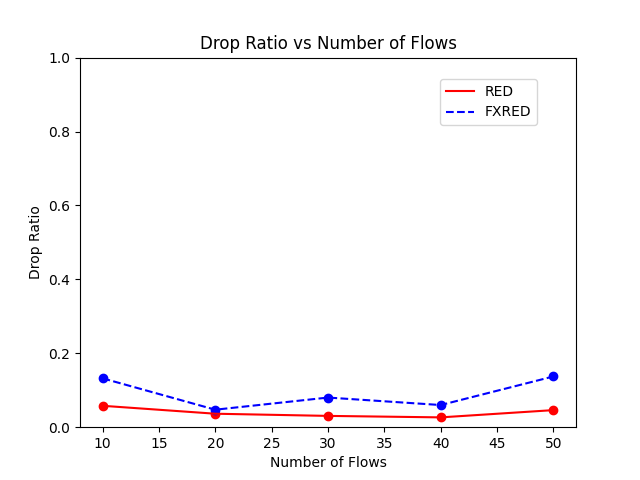 Drop Ratio vs Number of Flows
RED
FXRED
Drop Ratio
1.0
0.8
0.6
0.4
0.2
0.0
10 15 20 25 30 35 40 45 50
Number of Flows